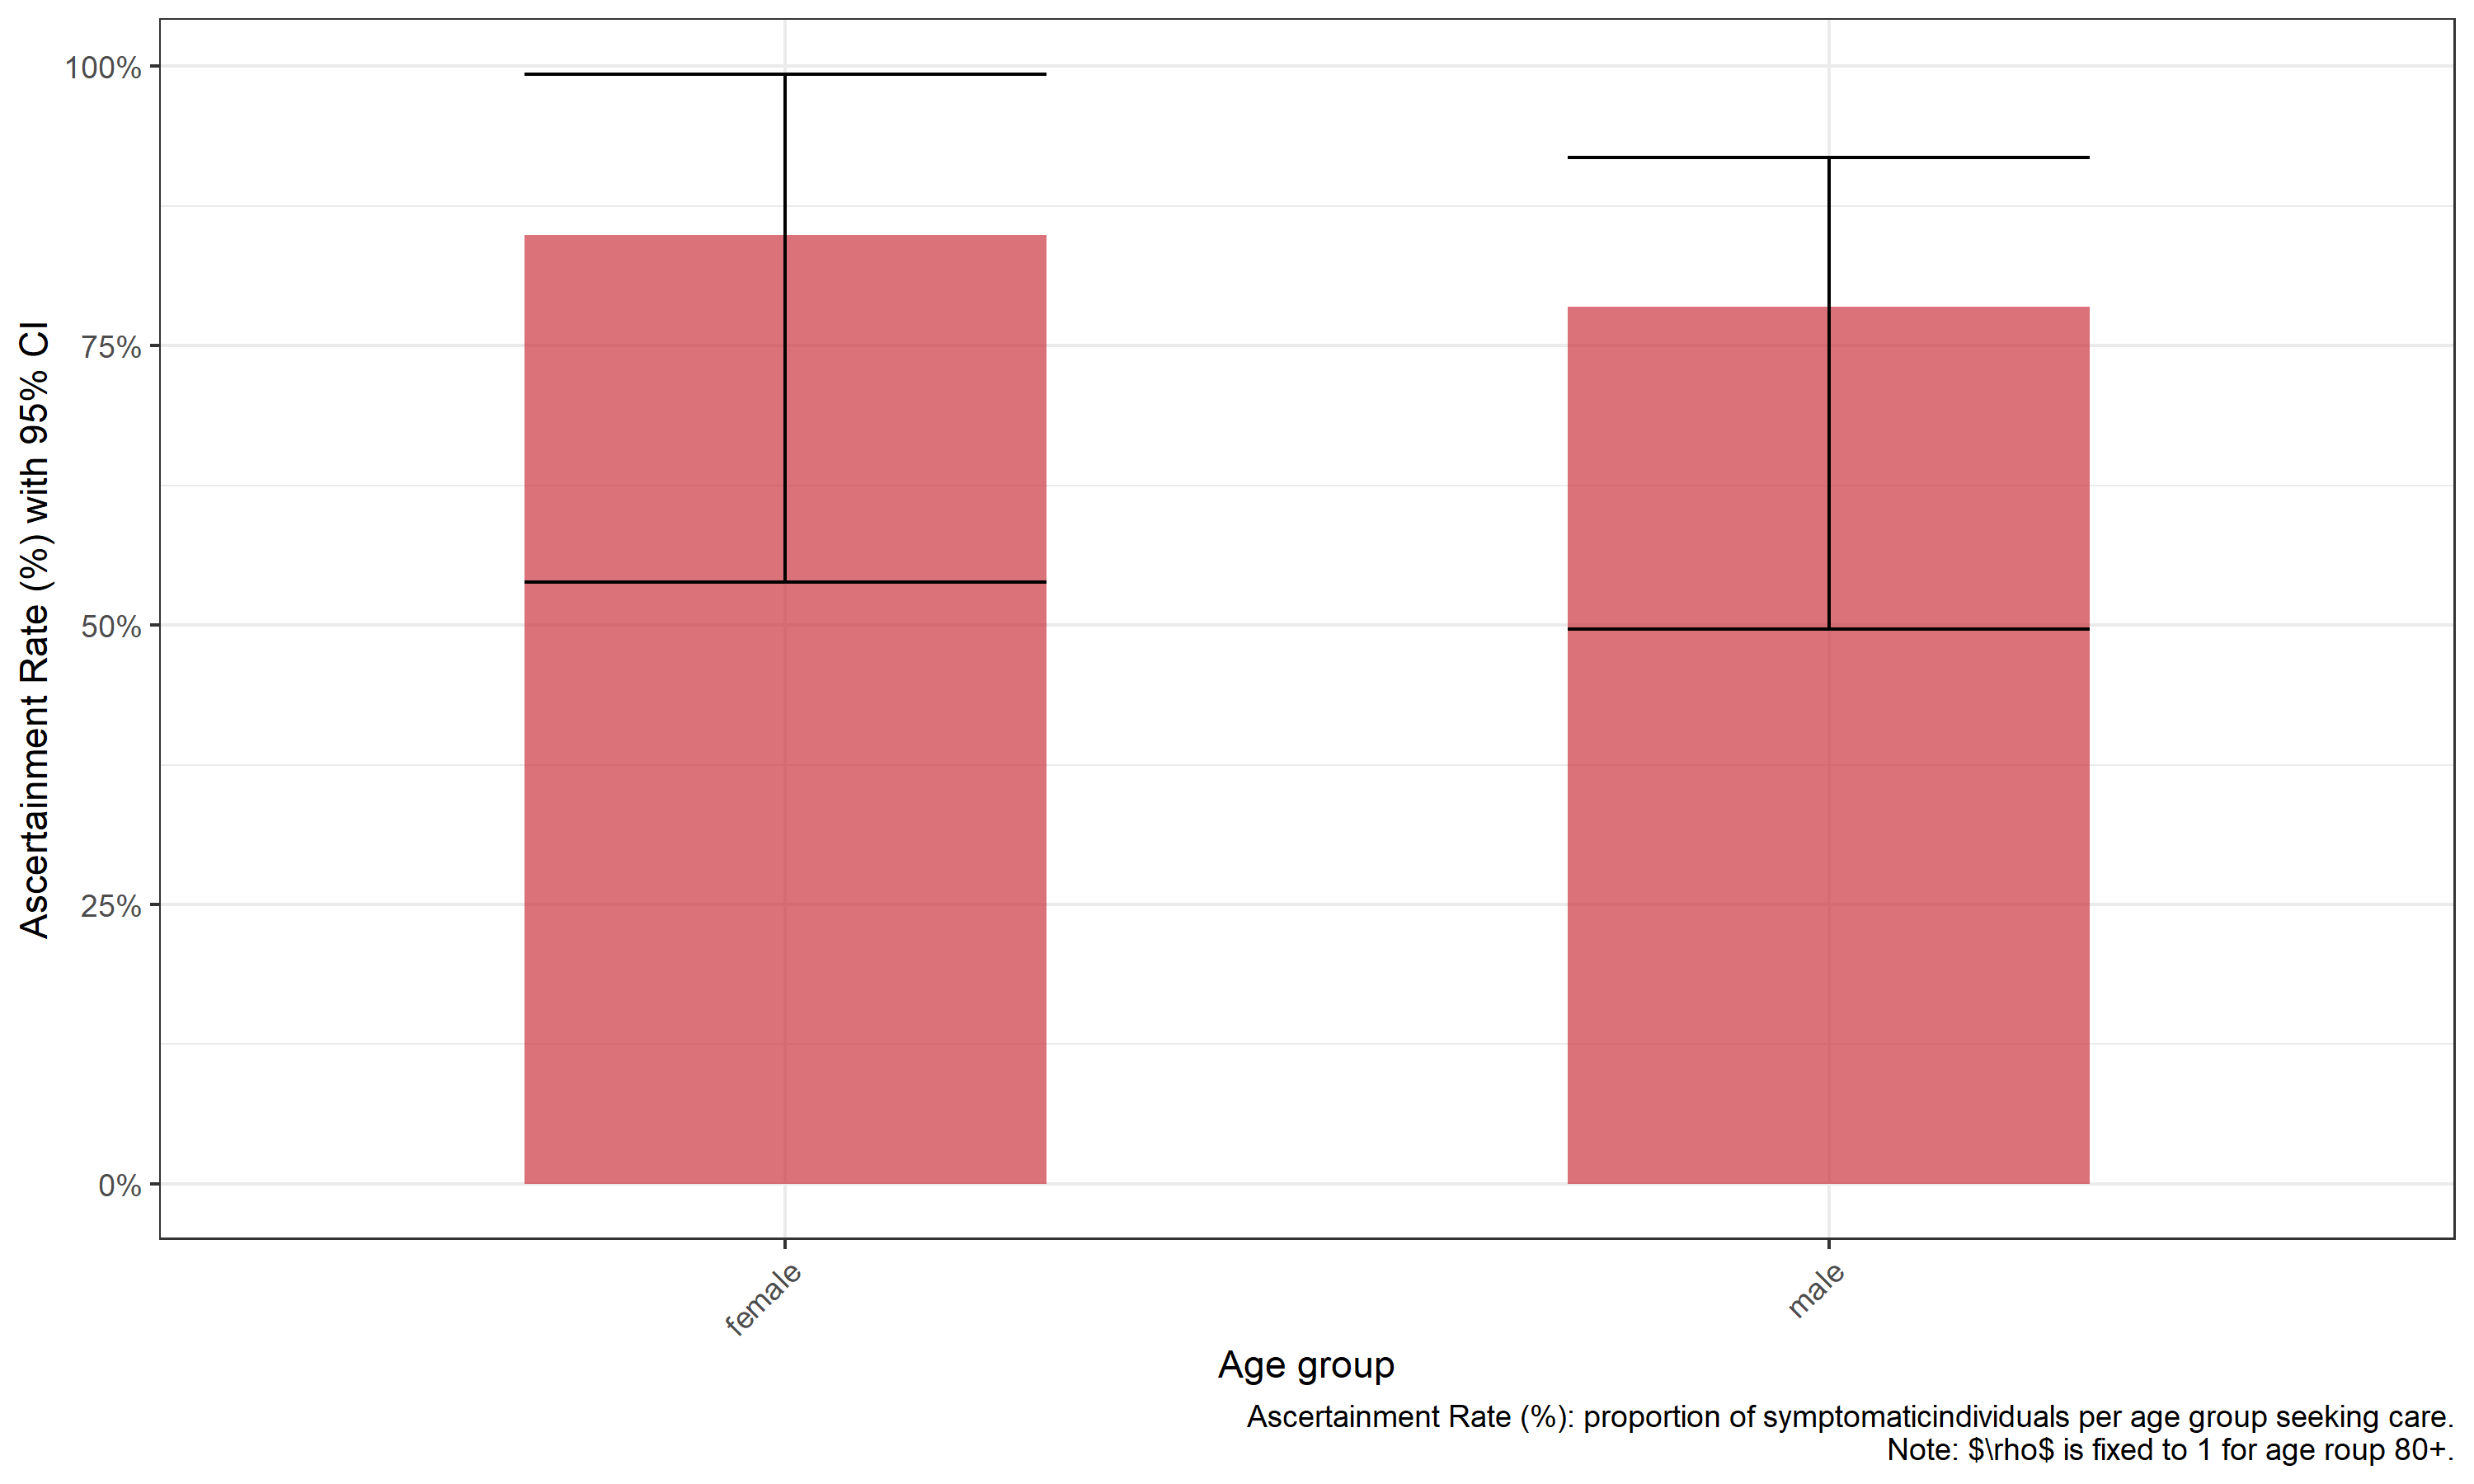 Ascertainment Rate (%) with 95% CI
100%
75%
50%
25%
0%
female
male
Age group
Ascertainment Rate (%): proportion of symptomaticindividuals per age group seeking care.
Note: $\rho$ is fixed to 1 for age roup 80+.